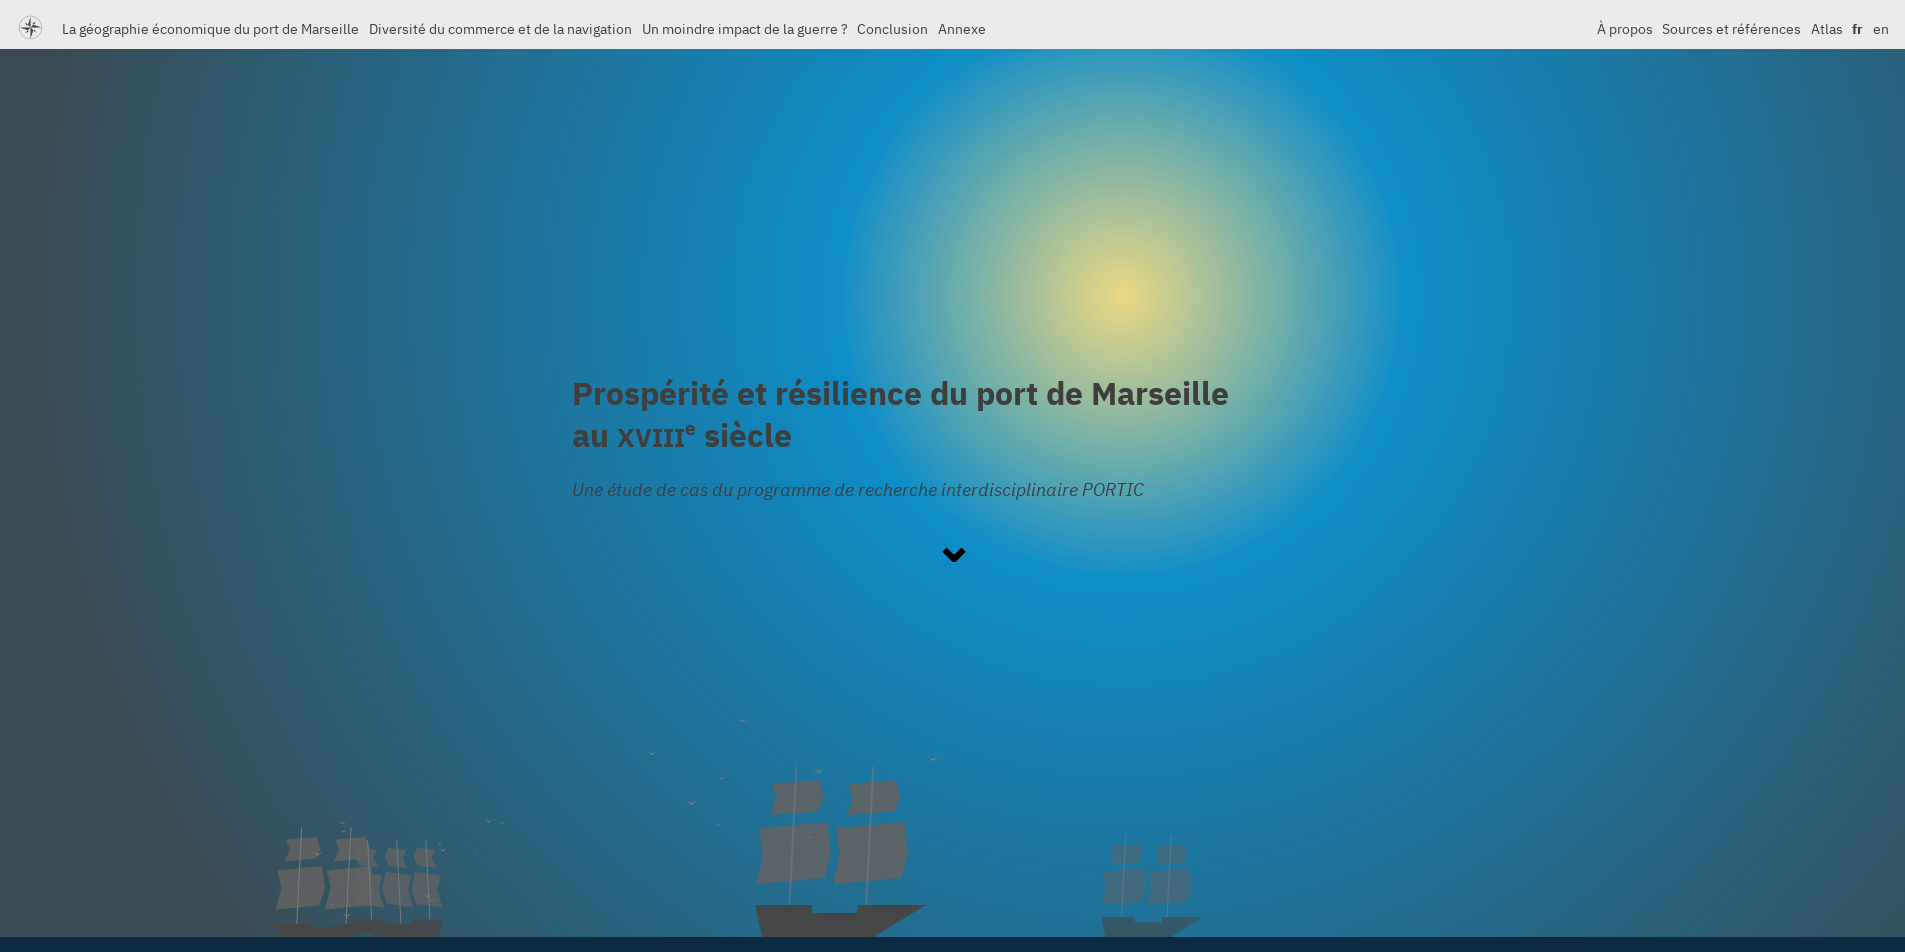 La géographie économique du port de Marseille Diversité du commerce et de la navigation Un moindre impact de la guerre ? Conclusion Annexe À propos Sources et références Atlas fr en
Prospérité et résilience du port de Marseille
au XVIIIe siècle
Une étude de cas du programme de recherche interdisciplinaire PORTIC